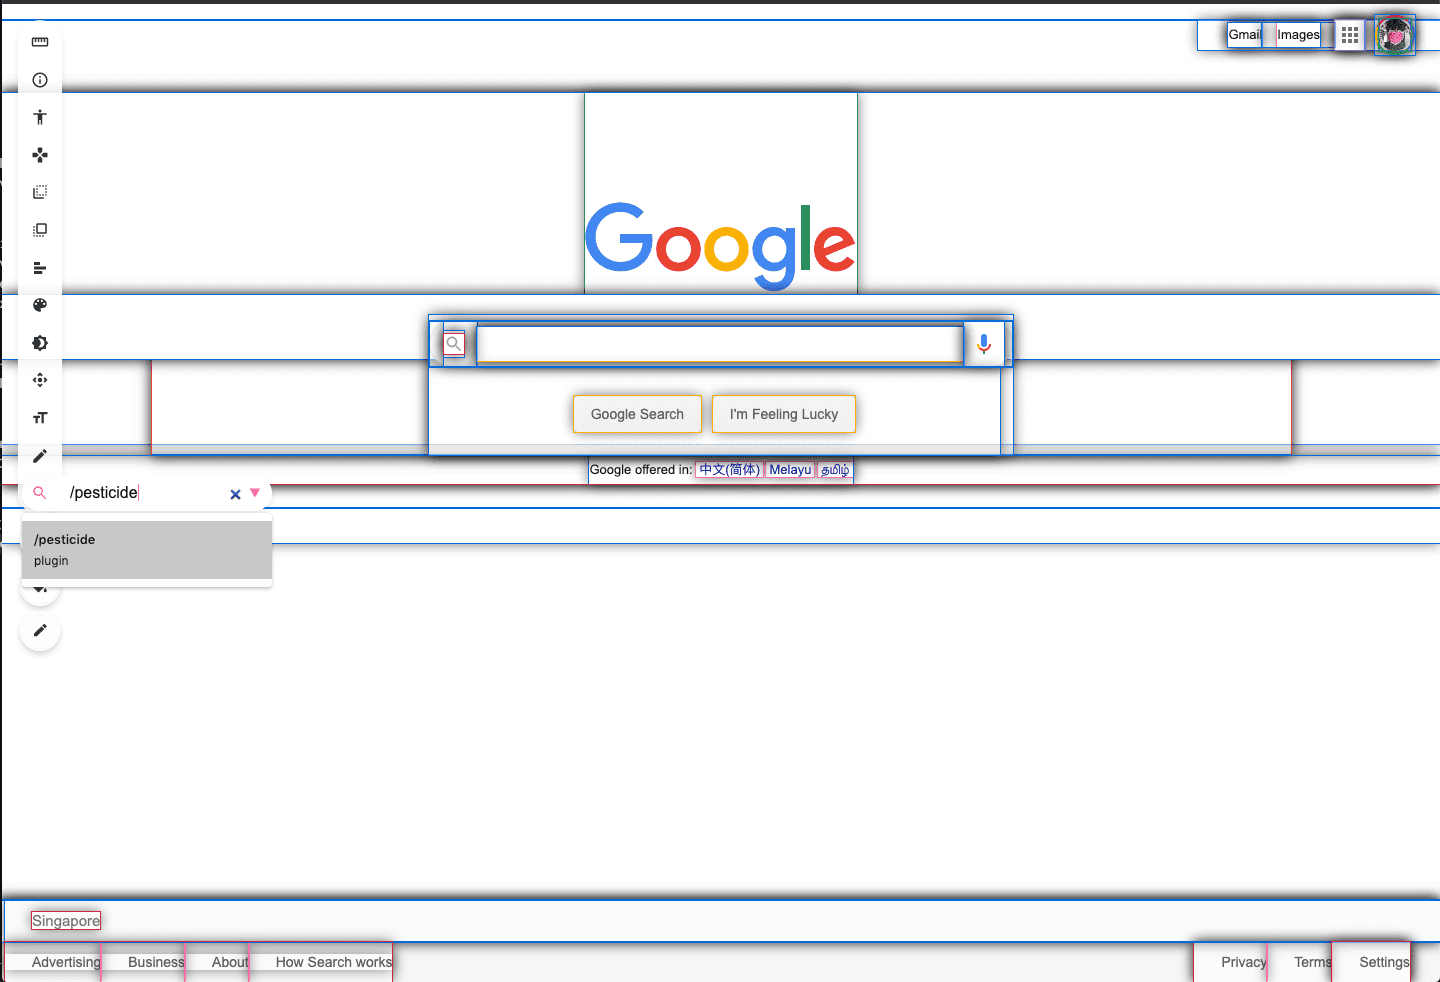 Gmail Images
Google
Google Search I'm Feeling Lucky
Google offered in: 中文(简体) Melayu தமிழ்
/pesticide
/pesticide
plugin
Singapore
Advertising Business About How Search works Privacy Terms Settings